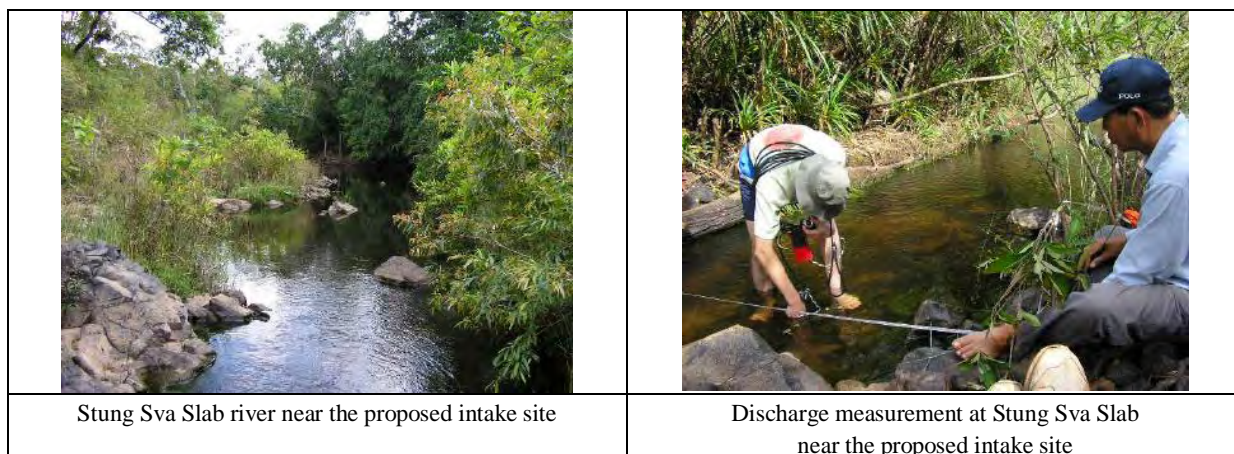 POLO
Stung Sva Slab river near the proposed intake site
Discharge measurement at Stung Sva Slab
near the proposed intake site